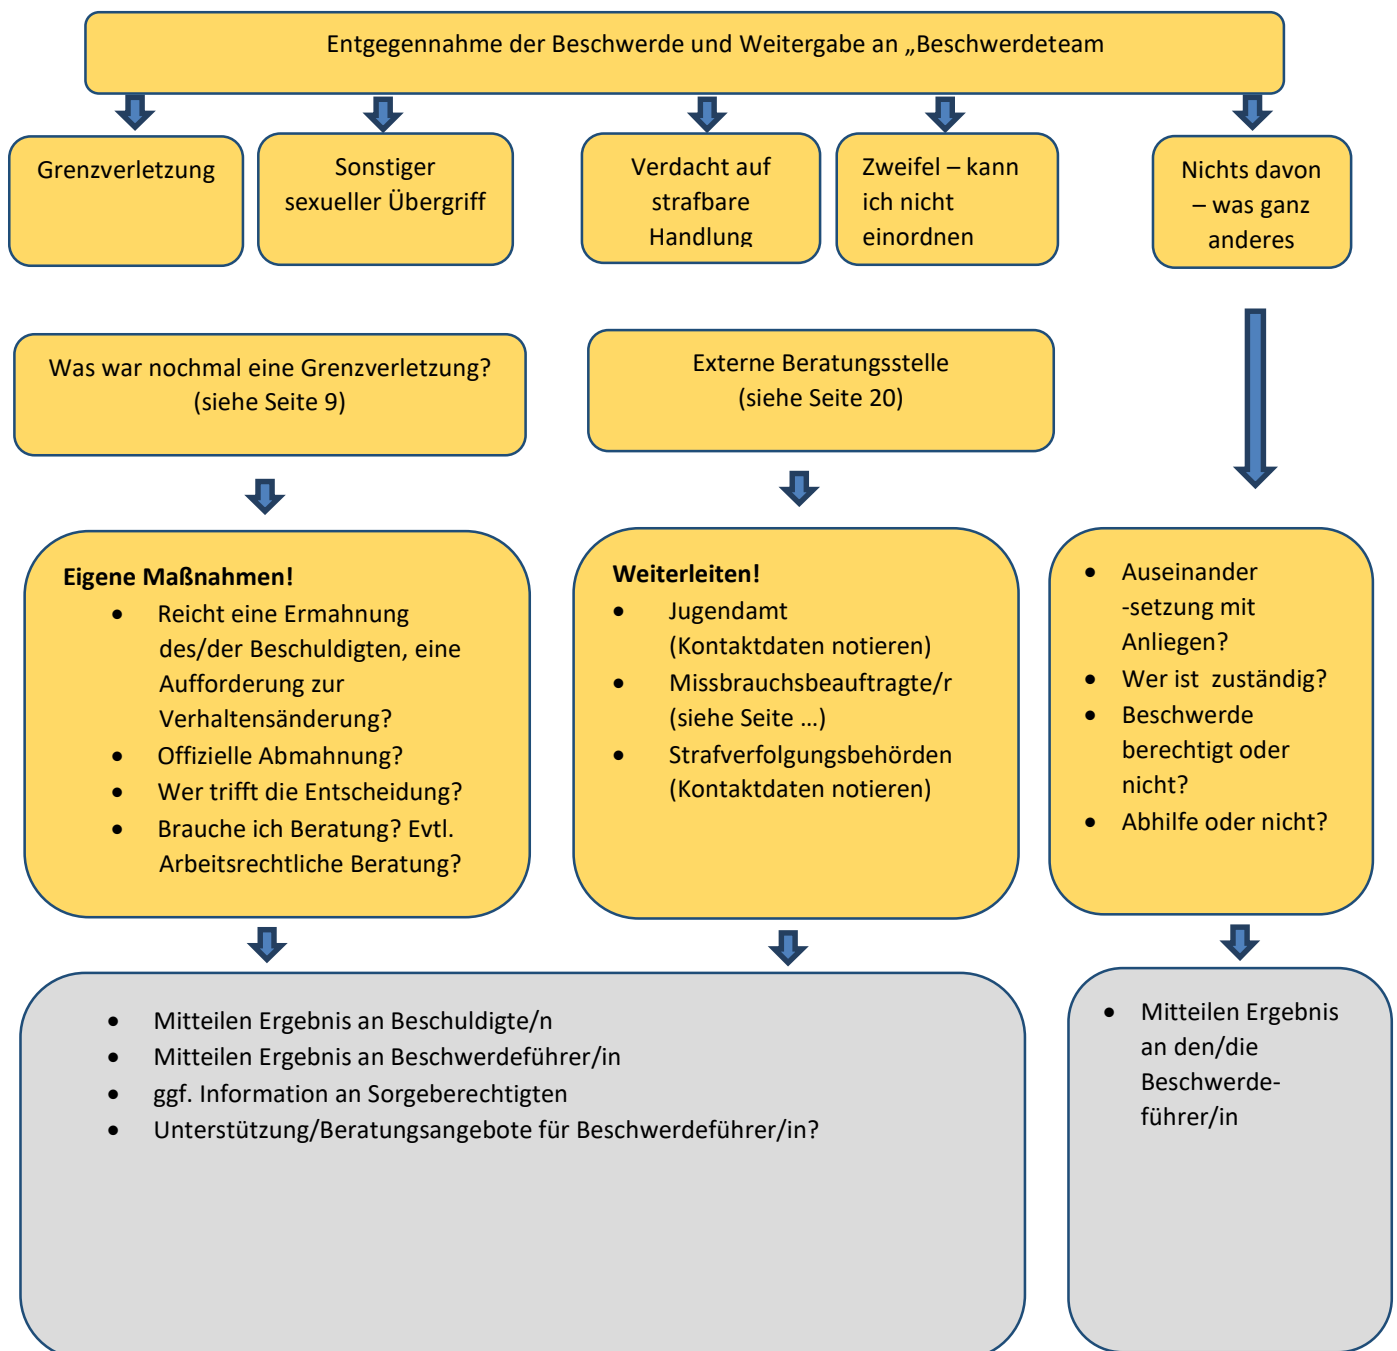 Entgegennahme der Beschwerde und Weitergabe an „Beschwerdeteam
Grenzverletzung
Sonstiger
sexueller Übergriff
Verdacht auf
strafbare
Handlung
Zweifel – kann
ich nicht
einordnen
Nichts davon
– was ganz
anderes
Was war nochmal eine Grenzverletzung?
(siehe Seite 9)
Externe Beratungsstelle
(siehe Seite 20)
Eigene Maßnahmen!
• Reicht eine Ermahnung
des/der Beschuldigten, eine
Aufforderung zur
Verhaltensänderung?
• Offizielle Abmahnung?
• Wer trifft die Entscheidung?
• Brauche ich Beratung? Evtl.
Arbeitsrechtliche Beratung?
Weiterleiten!
• Jugendamt
(Kontaktdaten notieren)
• Missbrauchsbeauftragte/r
(siehe Seite …)
• Strafverfolgungsbehörden
(Kontaktdaten notieren)
• Auseinander
-setzung mit
Anliegen?
• Wer ist zuständig?
• Beschwerde
berechtigt oder
nicht?
• Abhilfe oder nicht?
• Mitteilen Ergebnis an Beschuldigte/n
• Mitteilen Ergebnis an Beschwerdeführer/in
• ggf. Information an Sorgeberechtigten
• Unterstützung/Beratungsangebote für Beschwerdeführer/in?
• Mitteilen Ergebnis
an den/die
Beschwerde-
führer/in